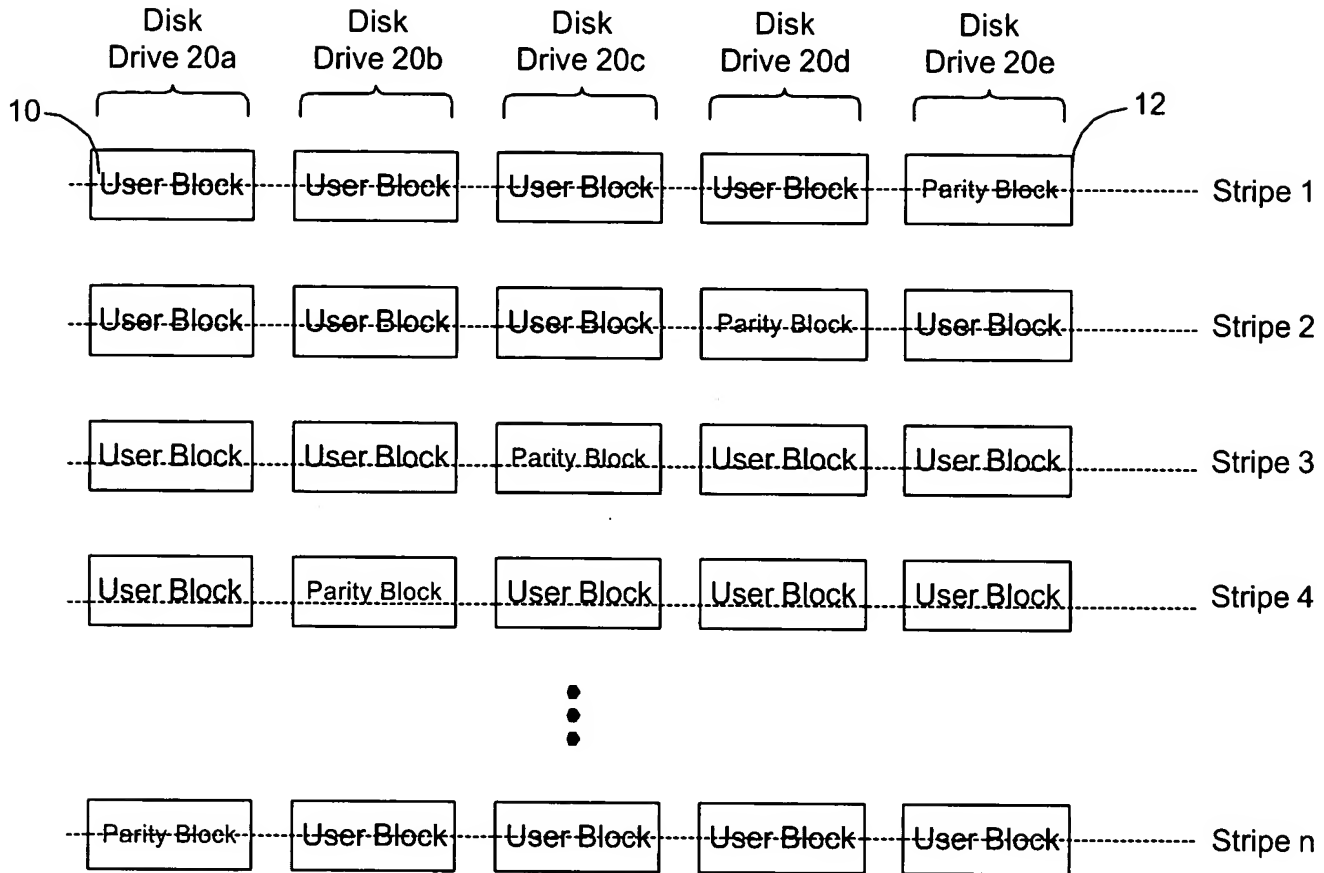 Disk Drive 20a
Disk Drive 20b
Disk Drive 20c
Disk Drive 20d
Disk Drive 20e
10
12
User Block User Block User Block User Block Parity Block Stripe 1
User Block User Block User Block Parity Block User Block Stripe 2
User Block User Block Parity Block User Block User Block Stripe 3
User Block Parity Block User Block User Block User Block Stripe 4
Parity Block User Block User Block User Block User Block Stripe n